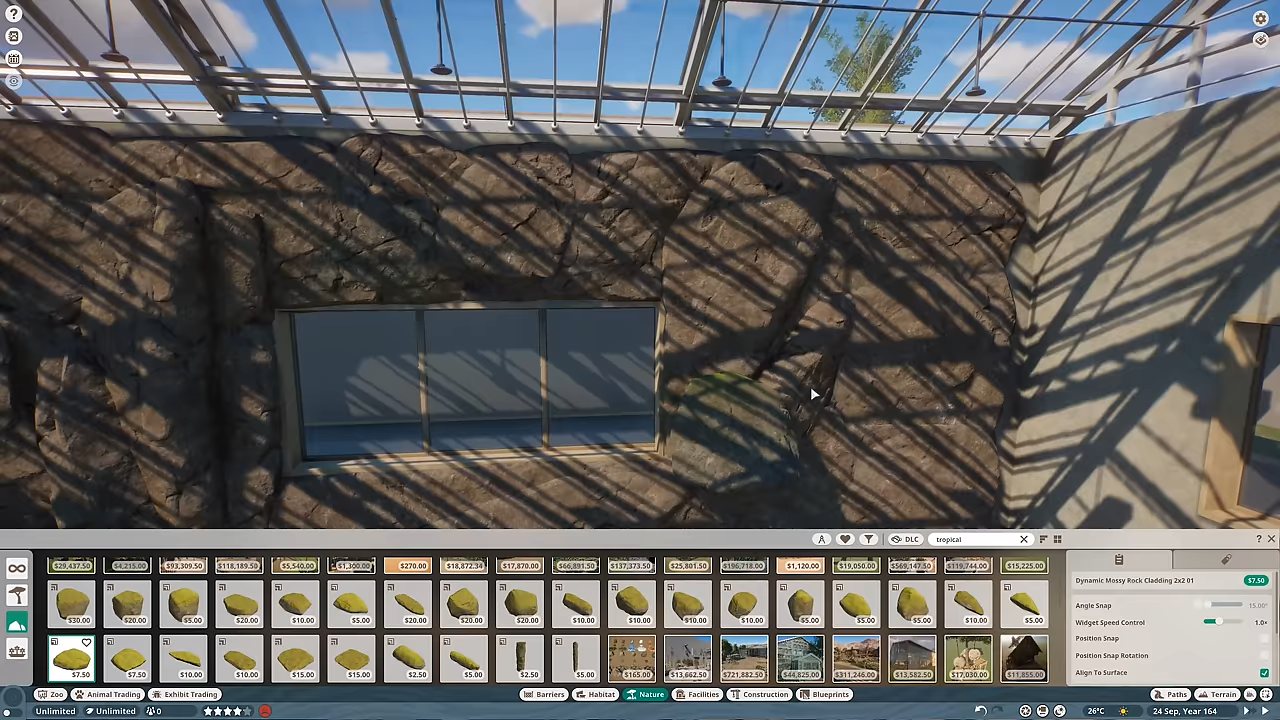 ?
DLC
tropical
?
$29,437.50 $4,215.00 $93,309.50 $118,189.50 $5,540.00 $1,300.00 $270.00 $18,872.34 $17,870.00 $66,891.50 $137,373.50 $25,801.50 $196,718.00 $1,120.00 $19,050.00 $569,147.50 $119,744.00 $15,225.00
$30.00 $20.00 $5.00 $20.00 $10.00 $5.00 $20.00 $20.00 $20.00 $10.00 $10.00 $10.00 $10.00 $5.00 $5.00 $5.00 $10.00 $5.00
$7.50 $7.50 $10.00 $10.00 $15.00 $15.00 $2.50 $5.00 $2.50 $5.00 $165.00 $13,662.50 $721,882.50 $44,825.00 $311,246.00 $13,582.50 $17,030.00 $11,855.00
Dynamic Mossy Rock Cladding 2x2 01 $7.50
Angle Snap 15.00°
Widget Speed Control 1.0×
Position Snap
Position Snap Rotation
Align To Surface
Zoo Animal Trading Exhibit Trading Barriers Habitat Nature Facilities Construction Blueprints Paths Terrain
Unlimited Unlimited 0 26°C 24 Sep, Year 164